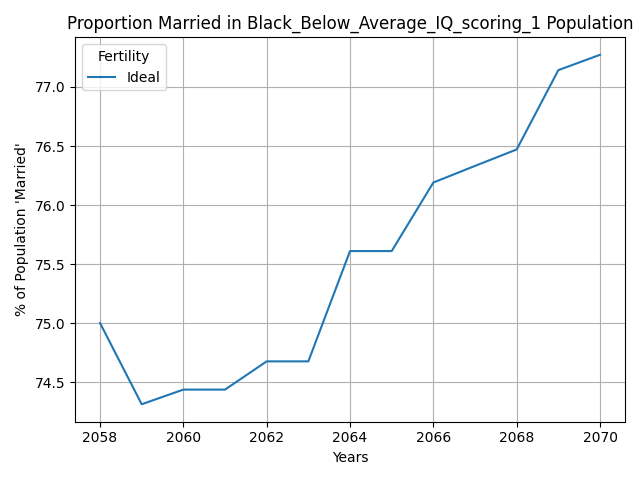 Proportion Married in Black_Below_Average_IQ_scoring_1 Population
Fertility
Ideal
% of Population 'Married'
77.0
76.5
76.0
75.5
75.0
74.5
2058 2060 2062 2064 2066 2068 2070
Years